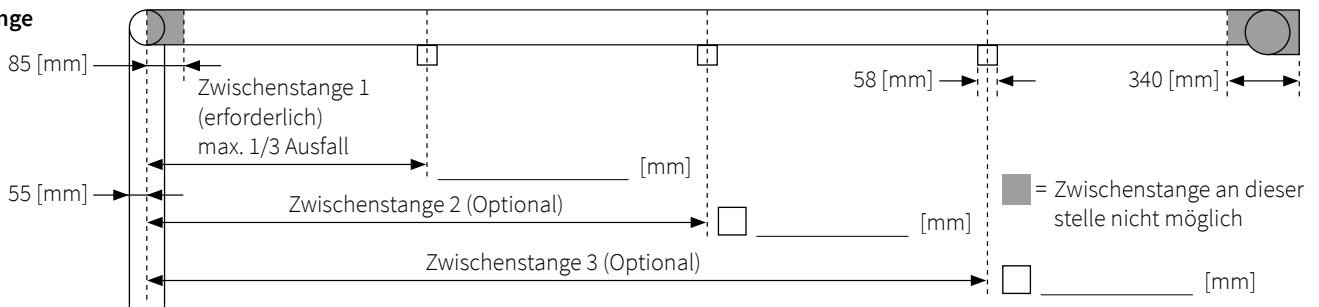 nge
85 [mm]
Zwischenstange 1
(erforderlich)
max. 1/3 Ausfall
58 [mm]
340 [mm]
[mm]
55 [mm]
Zwischenstange 2 (Optional)
[mm]
= Zwischenstange an dieser
stelle nicht möglich
Zwischenstange 3 (Optional)
[mm]